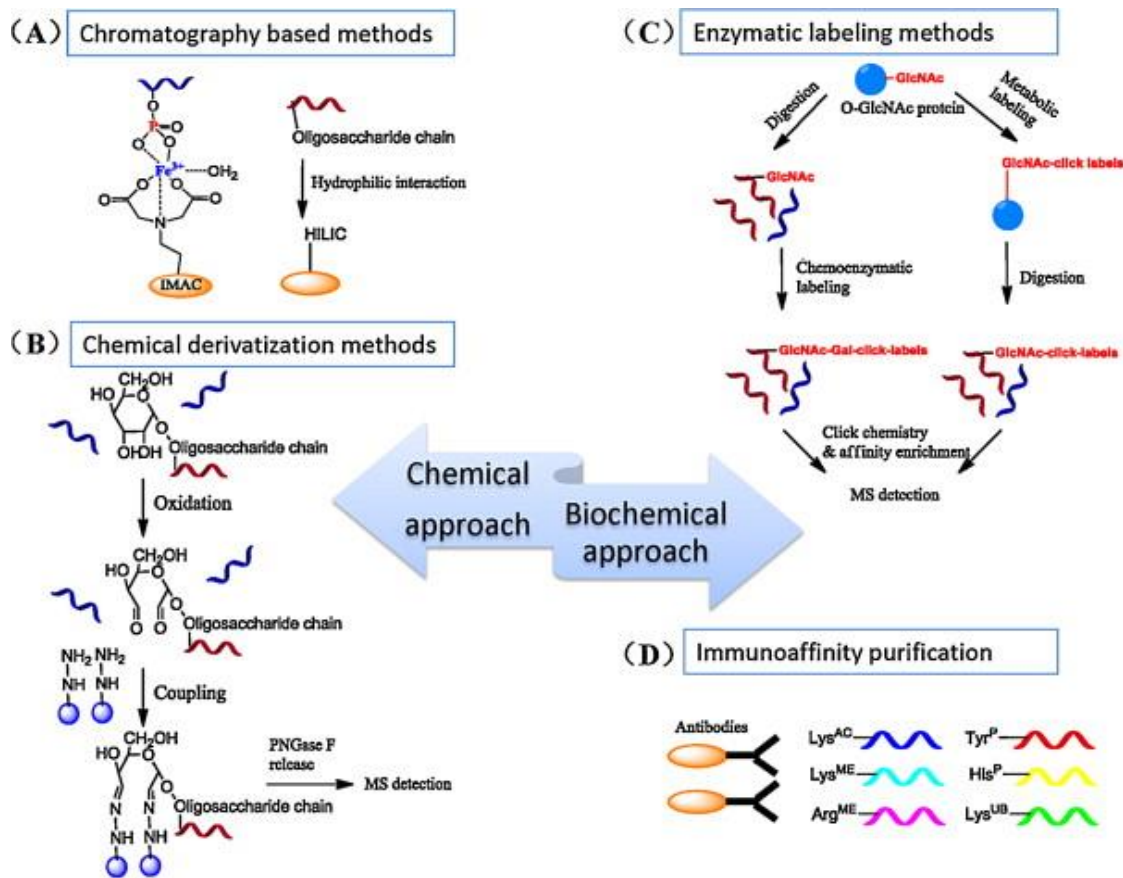 (A) Chromatography based methods
O
P
O
O
O
Fe3+
OH2
O
O
O
O
N
IMAC
Oligosaccharide chain
Hydrophilic interaction
HILIC
(B) Chemical derivatization methods
CH2OH
HO
O
O
OHOH
Oligosaccharide chain
Oxidation
CH2OH
HO
O
O
O
O
Oligosaccharide chain
NH2 NH2
NH NH
Coupling
CH2OH
HO
O
O
N N
NH NH
Oligosaccharide chain
PNGase F
release
MS detection
Chemical
approach
Biochemical
approach
(C) Enzymatic labeling methods
GlcNAc
O-GlcNAc protein
Digestion
Metabolic
labeling
GlcNAc
GlcNAc-click labels
Chemoenzymatic
labeling
Digestion
GlcNAc-Gal-click-labels
GlcNAc-click-labels
Click chemistry
& affinity enrichment
MS detection
(D) Immunoaffinity purification
Antibodies
LysAC
TyrP
LysME
HisP
ArgME
LysUB